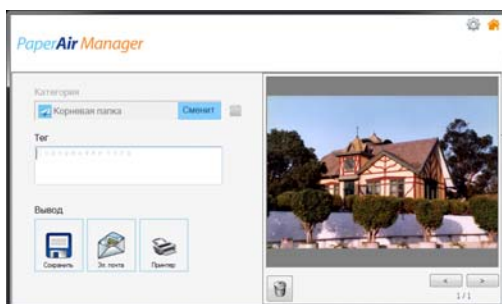 PaperAir Manager
Категория
Корневая папка Сменит
Тег
Вывод
Сохранить Эл. почта Принтер
< >
1/1